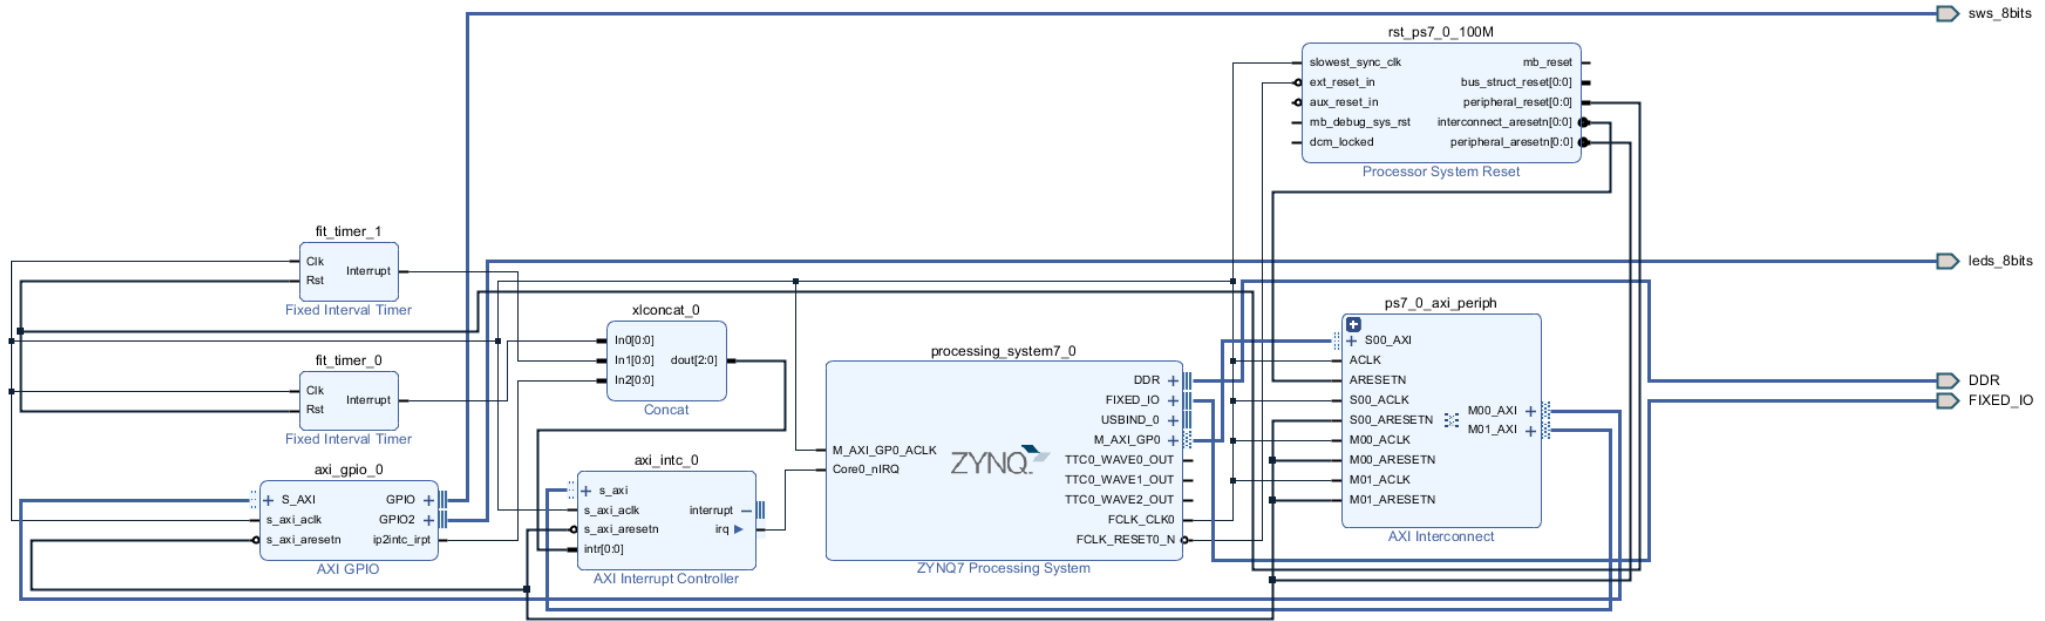 sws_8bits
rst_ps7_0_100M
slowest_sync_clk
ext_reset_in
aux_reset_in
mb_debug_sys_rst
dcm_locked
mb_reset
bus_struct_reset[0:0]
peripheral_reset[0:0]
interconnect_aresetn[0:0]
peripheral_aresetn[0:0]
Processor System Reset
fit_timer_1
Clk
Rst
Interrupt
Fixed Interval Timer
leds_8bits
fit_timer_0
Clk
Rst
Interrupt
Fixed Interval Timer
xlconcat_0
In0[0:0]
In1[0:0]
In2[0:0]
dout[2:0]
Concat
axi_gpio_0
S_AXI
s_axi_aclk
s_axi_aresetn
GPIO
GPIO2
ip2intc_irpt
AXI GPIO
axi_intc_0
s_axi
s_axi_aclk
s_axi_aresetn
intr[0:0]
interrupt
irq
AXI Interrupt Controller
processing_system7_0
M_AXI_GP0_ACLK
Core0_nIRQ
ZYNQ
DDR
FIXED_IO
USBIND_0
M_AXI_GP0
TTC0_WAVE0_OUT
TTC0_WAVE1_OUT
TTC0_WAVE2_OUT
FCLK_CLK0
FCLK_RESET0_N
ZYNQ7 Processing System
ps7_0_axi_periph
S00_AXI
ACLK
ARESETN
S00_ACLK
S00_ARESETN
M00_ACLK
M00_ARESETN
M01_ACLK
M01_ARESETN
M00_AXI
M01_AXI
AXI Interconnect
DDR
FIXED_IO